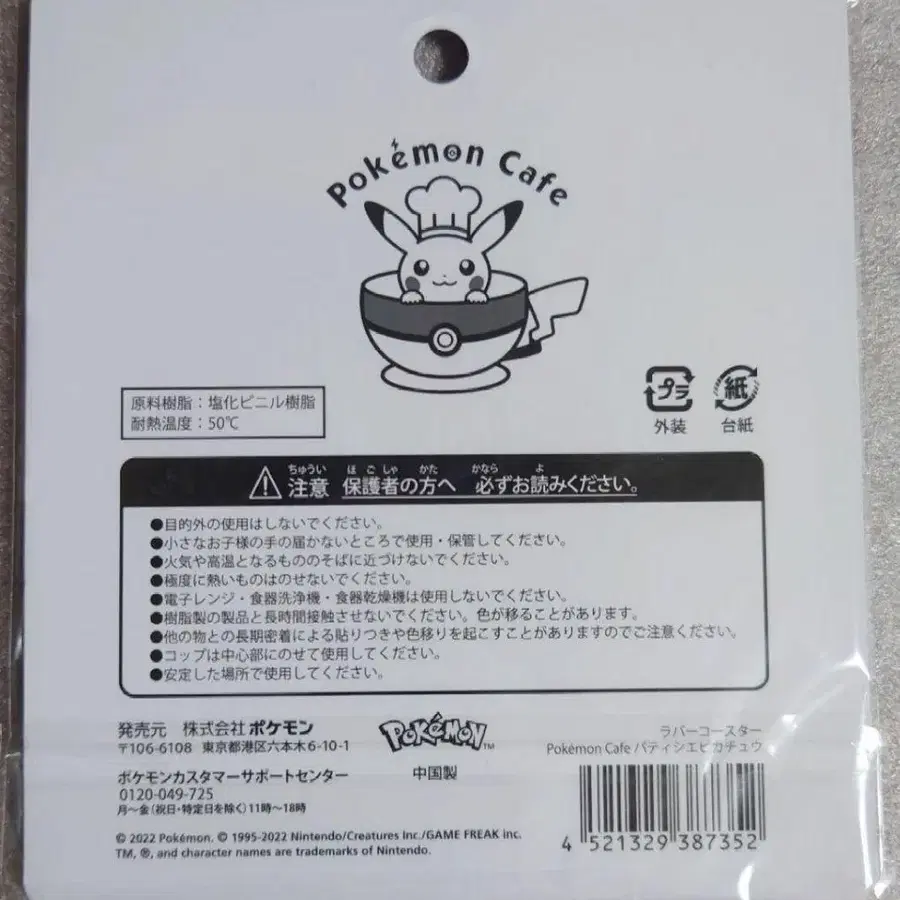 Pokémon Cafe
原料樹脂：塩化ビニル樹脂
耐熱温度：50℃
プラ
外装
紙
台紙
ちゅうい ほごしゃ かた かなら よ
注意 保護者の方へ 必ずお読みください。
●目的外の使用はしないでください。
●小さなお子様の手の届かないところで使用・保管してください。
●火気や高温となるもののそばに近づけないでください。
●極度に熱いものはのせないでください。
●電子レンジ・食器洗浄機・食器乾燥機は使用しないでください。
●樹脂製の製品と長時間接触させないでください。色が移ることがあります。
●他の物との長期密着による貼りつきや色移りを起こすことがありますのでご注意ください。
●コップは中心部にのせて使用してください。
●安定した場所で使用してください。
発売元 株式会社ポケモン
〒106-6108 東京都港区六本木6-10-1
ポケモンカスタマーサポートセンター
0120-049-725
月～金（祝日・特定日を除く）11時～18時
POKéMON™
中国製
ラバーコースター
Pokémon Cafe パティシエピカチュウ
4 521329 387352
© 2022 Pokémon. © 1995-2022 Nintendo/Creatures Inc./GAME FREAK inc.
TM, ®, and character names are trademarks of Nintendo.